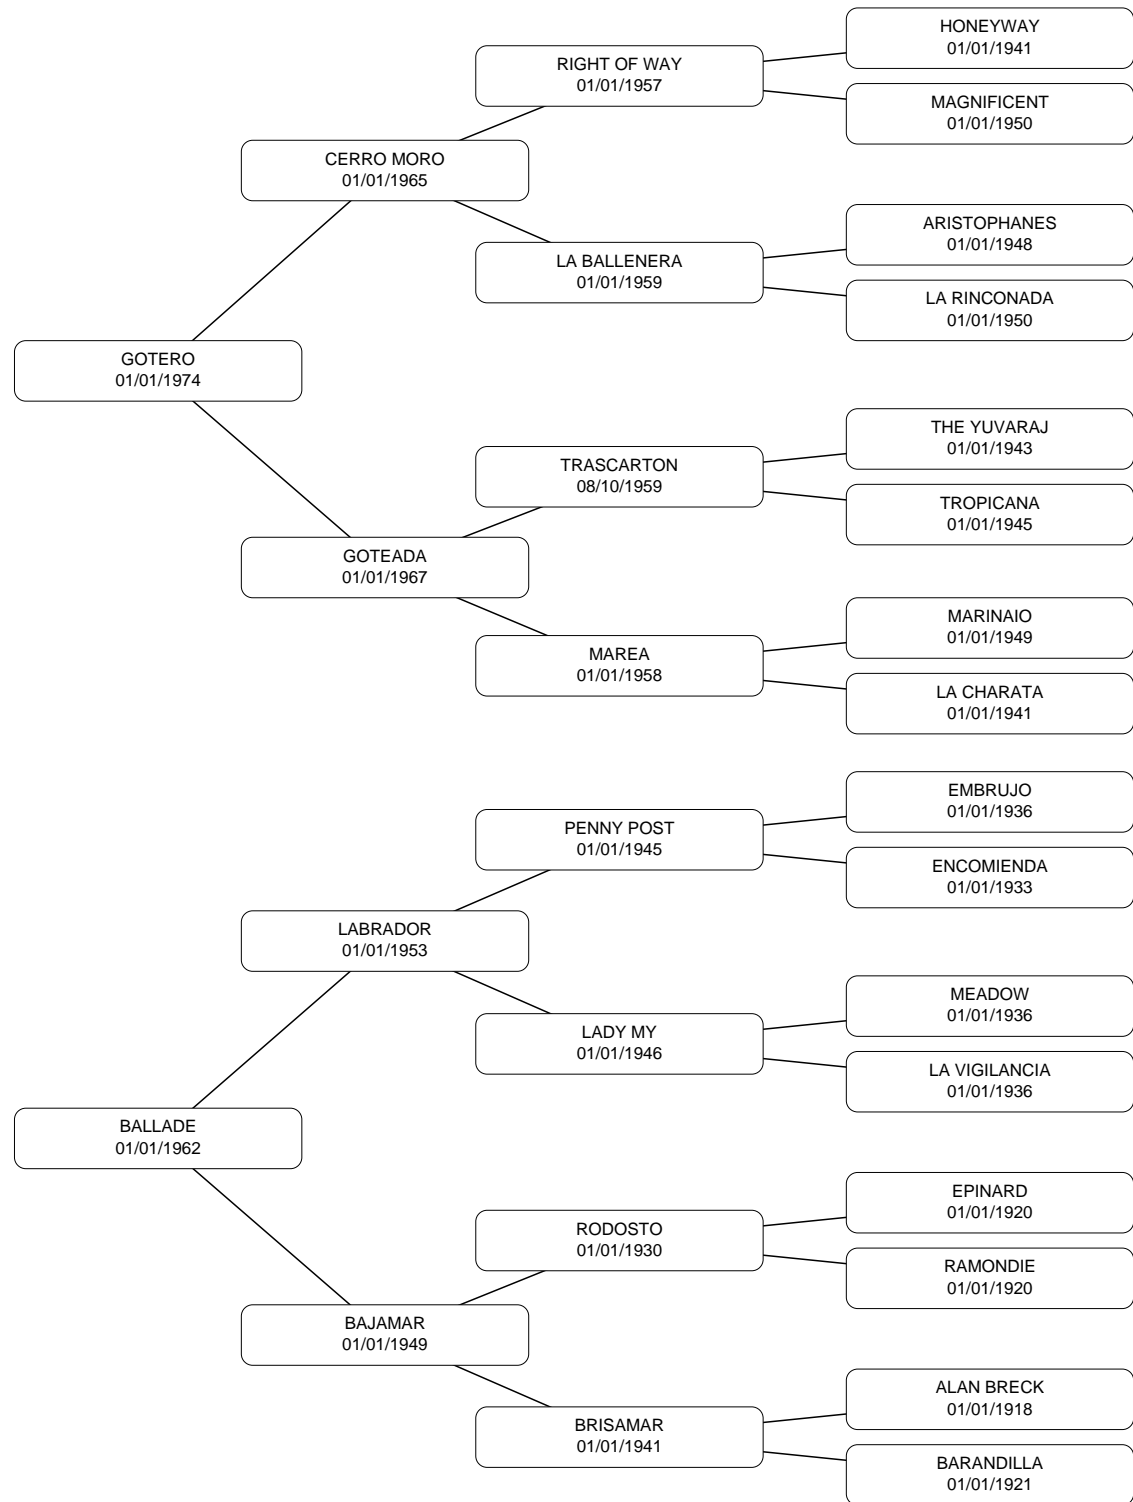 HONEYWAY
01/01/1941
RIGHT OF WAY
01/01/1957
MAGNIFICENT
01/01/1950
CERRO MORO
01/01/1965
ARISTOPHANES
01/01/1948
LA BALLENERA
01/01/1959
LA RINCONADA
01/01/1950
GOTERO
01/01/1974
THE YUVARAJ
01/01/1943
TRASCARTON
08/10/1959
TROPICANA
01/01/1945
GOTEADA
01/01/1967
MARINAIO
01/01/1949
MAREA
01/01/1958
LA CHARATA
01/01/1941
EMBRUJO
01/01/1936
PENNY POST
01/01/1945
ENCOMIENDA
01/01/1933
LABRADOR
01/01/1953
MEADOW
01/01/1936
LADY MY
01/01/1946
LA VIGILANCIA
01/01/1936
BALLADE
01/01/1962
EPINARD
01/01/1920
RODOSTO
01/01/1930
RAMONDIE
01/01/1920
BAJAMAR
01/01/1949
ALAN BRECK
01/01/1918
BRISAMAR
01/01/1941
BARANDILLA
01/01/1921